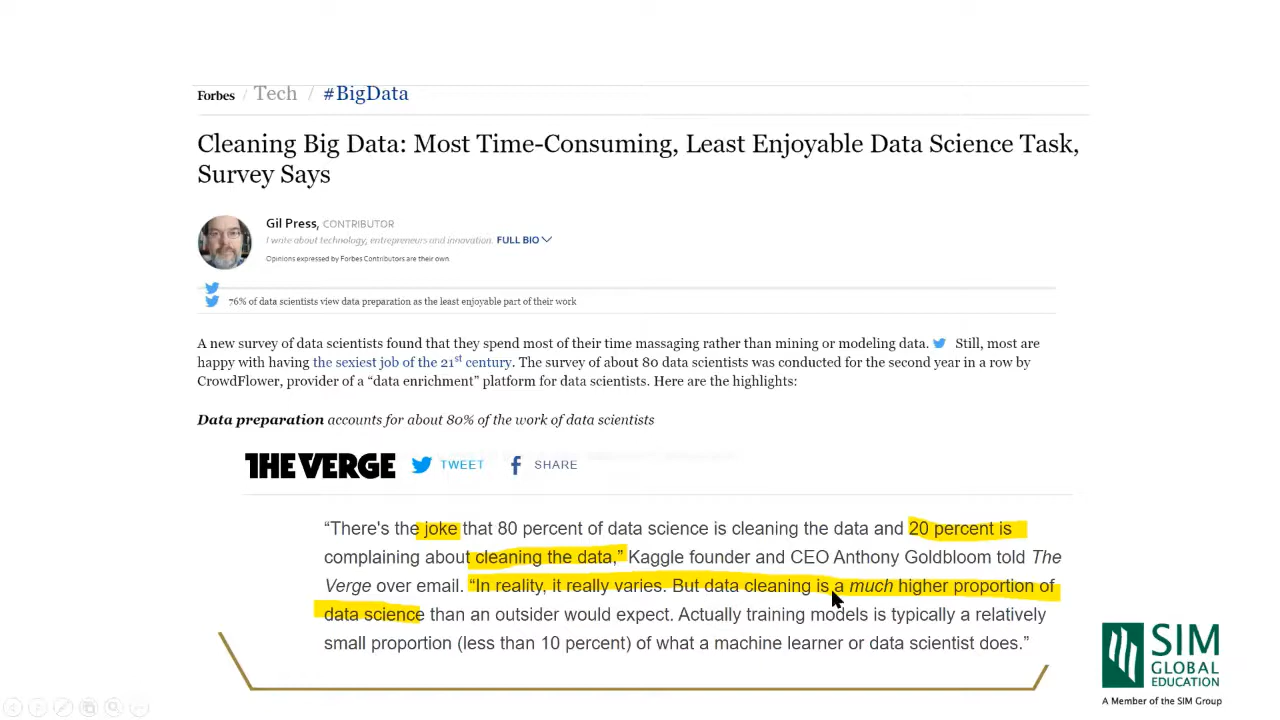 Forbes / Tech / #BigData
Cleaning Big Data: Most Time-Consuming, Least Enjoyable Data Science Task,
Survey Says
Gil Press, CONTRIBUTOR
I write about technology, entrepreneurs and innovation. FULL BIO
Opinions expressed by Forbes Contributors are their own.
76% of data scientists view data preparation as the least enjoyable part of their work
A new survey of data scientists found that they spend most of their time massaging rather than mining or modeling data. Still, most are
happy with having the sexiest job of the 21st century. The survey of about 80 data scientists was conducted for the second year in a row by
CrowdFlower, provider of a “data enrichment” platform for data scientists. Here are the highlights:
Data preparation accounts for about 80% of the work of data scientists
THE VERGE TWEET SHARE
“There's the joke that 80 percent of data science is cleaning the data and 20 percent is
complaining about cleaning the data,” Kaggle founder and CEO Anthony Goldbloom told The
Verge over email. “In reality, it really varies. But data cleaning is a much higher proportion of
data science than an outsider would expect. Actually training models is typically a relatively
small proportion (less than 10 percent) of what a machine learner or data scientist does.”
SIM
GLOBAL
EDUCATION
A Member of the SIM Group